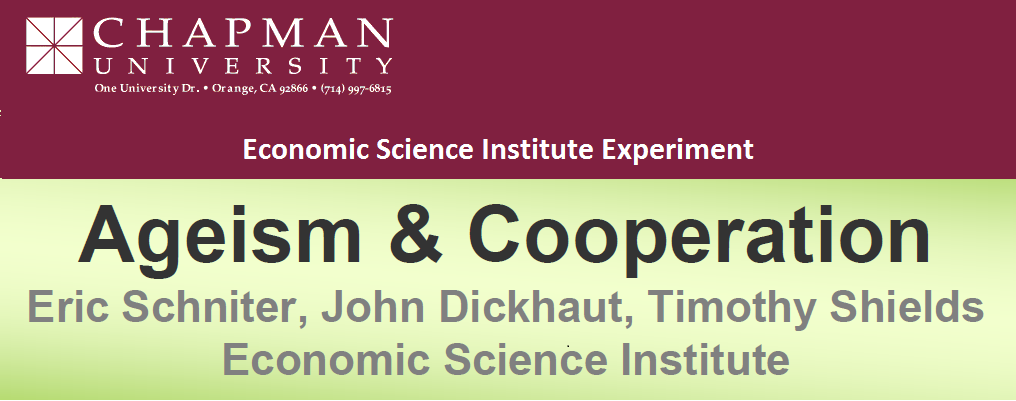 CHAPMAN
UNIVERSITY
One University Dr. • Orange, CA 92866 • (714) 997-6815
Economic Science Institute Experiment
Ageism & Cooperation
Eric Schniter, John Dickhaut, Timothy Shields
Economic Science Institute